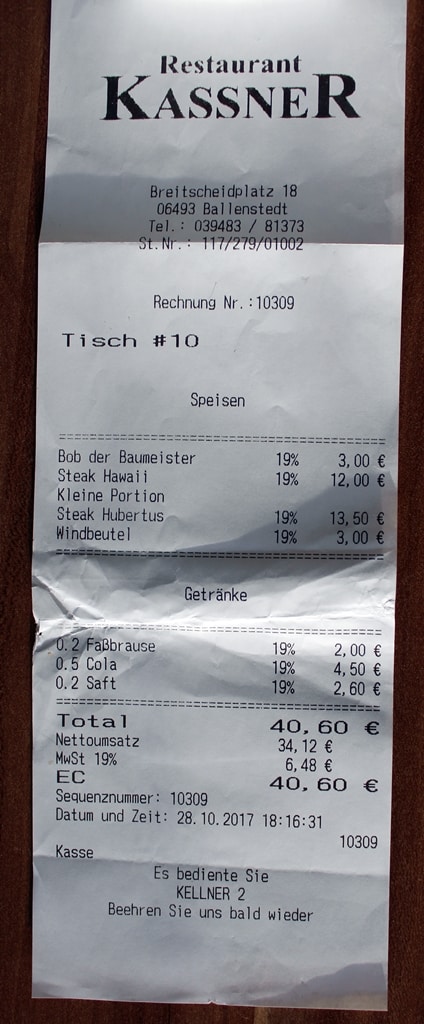 Restaurant
KASSNER
Breitscheidplatz 18
06493 Ballenstedt
Tel.: 039483 / 81373
St.Nr.: 117/279/01002
Rechnung Nr.:10309
Tisch #10
Speisen
========================================
Bob der Baumeister 19% 3,00 €
Steak Hawaii 19% 12,00 €
Kleine Portion
Steak Hubertus 19% 13,50 €
Windbeutel 19% 3,00 €
========================================
Getränke
========================================
0.2 Faßbrause 19% 2,00 €
0.5 Cola 19% 4,50 €
0.2 Saft 19% 2,60 €
========================================
Total 40,60 €
Nettoumsatz 34,12 €
MwSt 19% 6,48 €
EC 40,60 €
Sequenznummer: 10309
Datum und Zeit: 28.10.2017 18:16:31
10309
Kasse
Es bediente Sie
KELLNER 2
Beehren Sie uns bald wieder